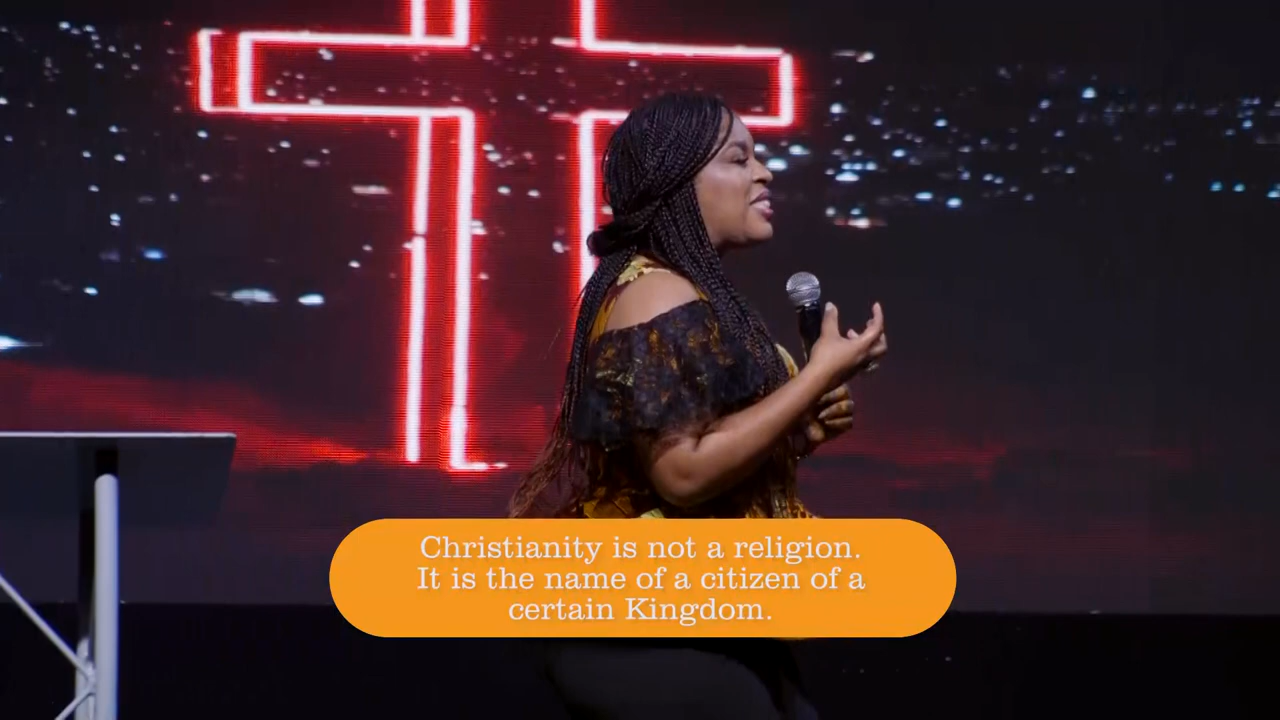 Christianity is not a religion.
It is the name of a citizen of a
certain Kingdom.